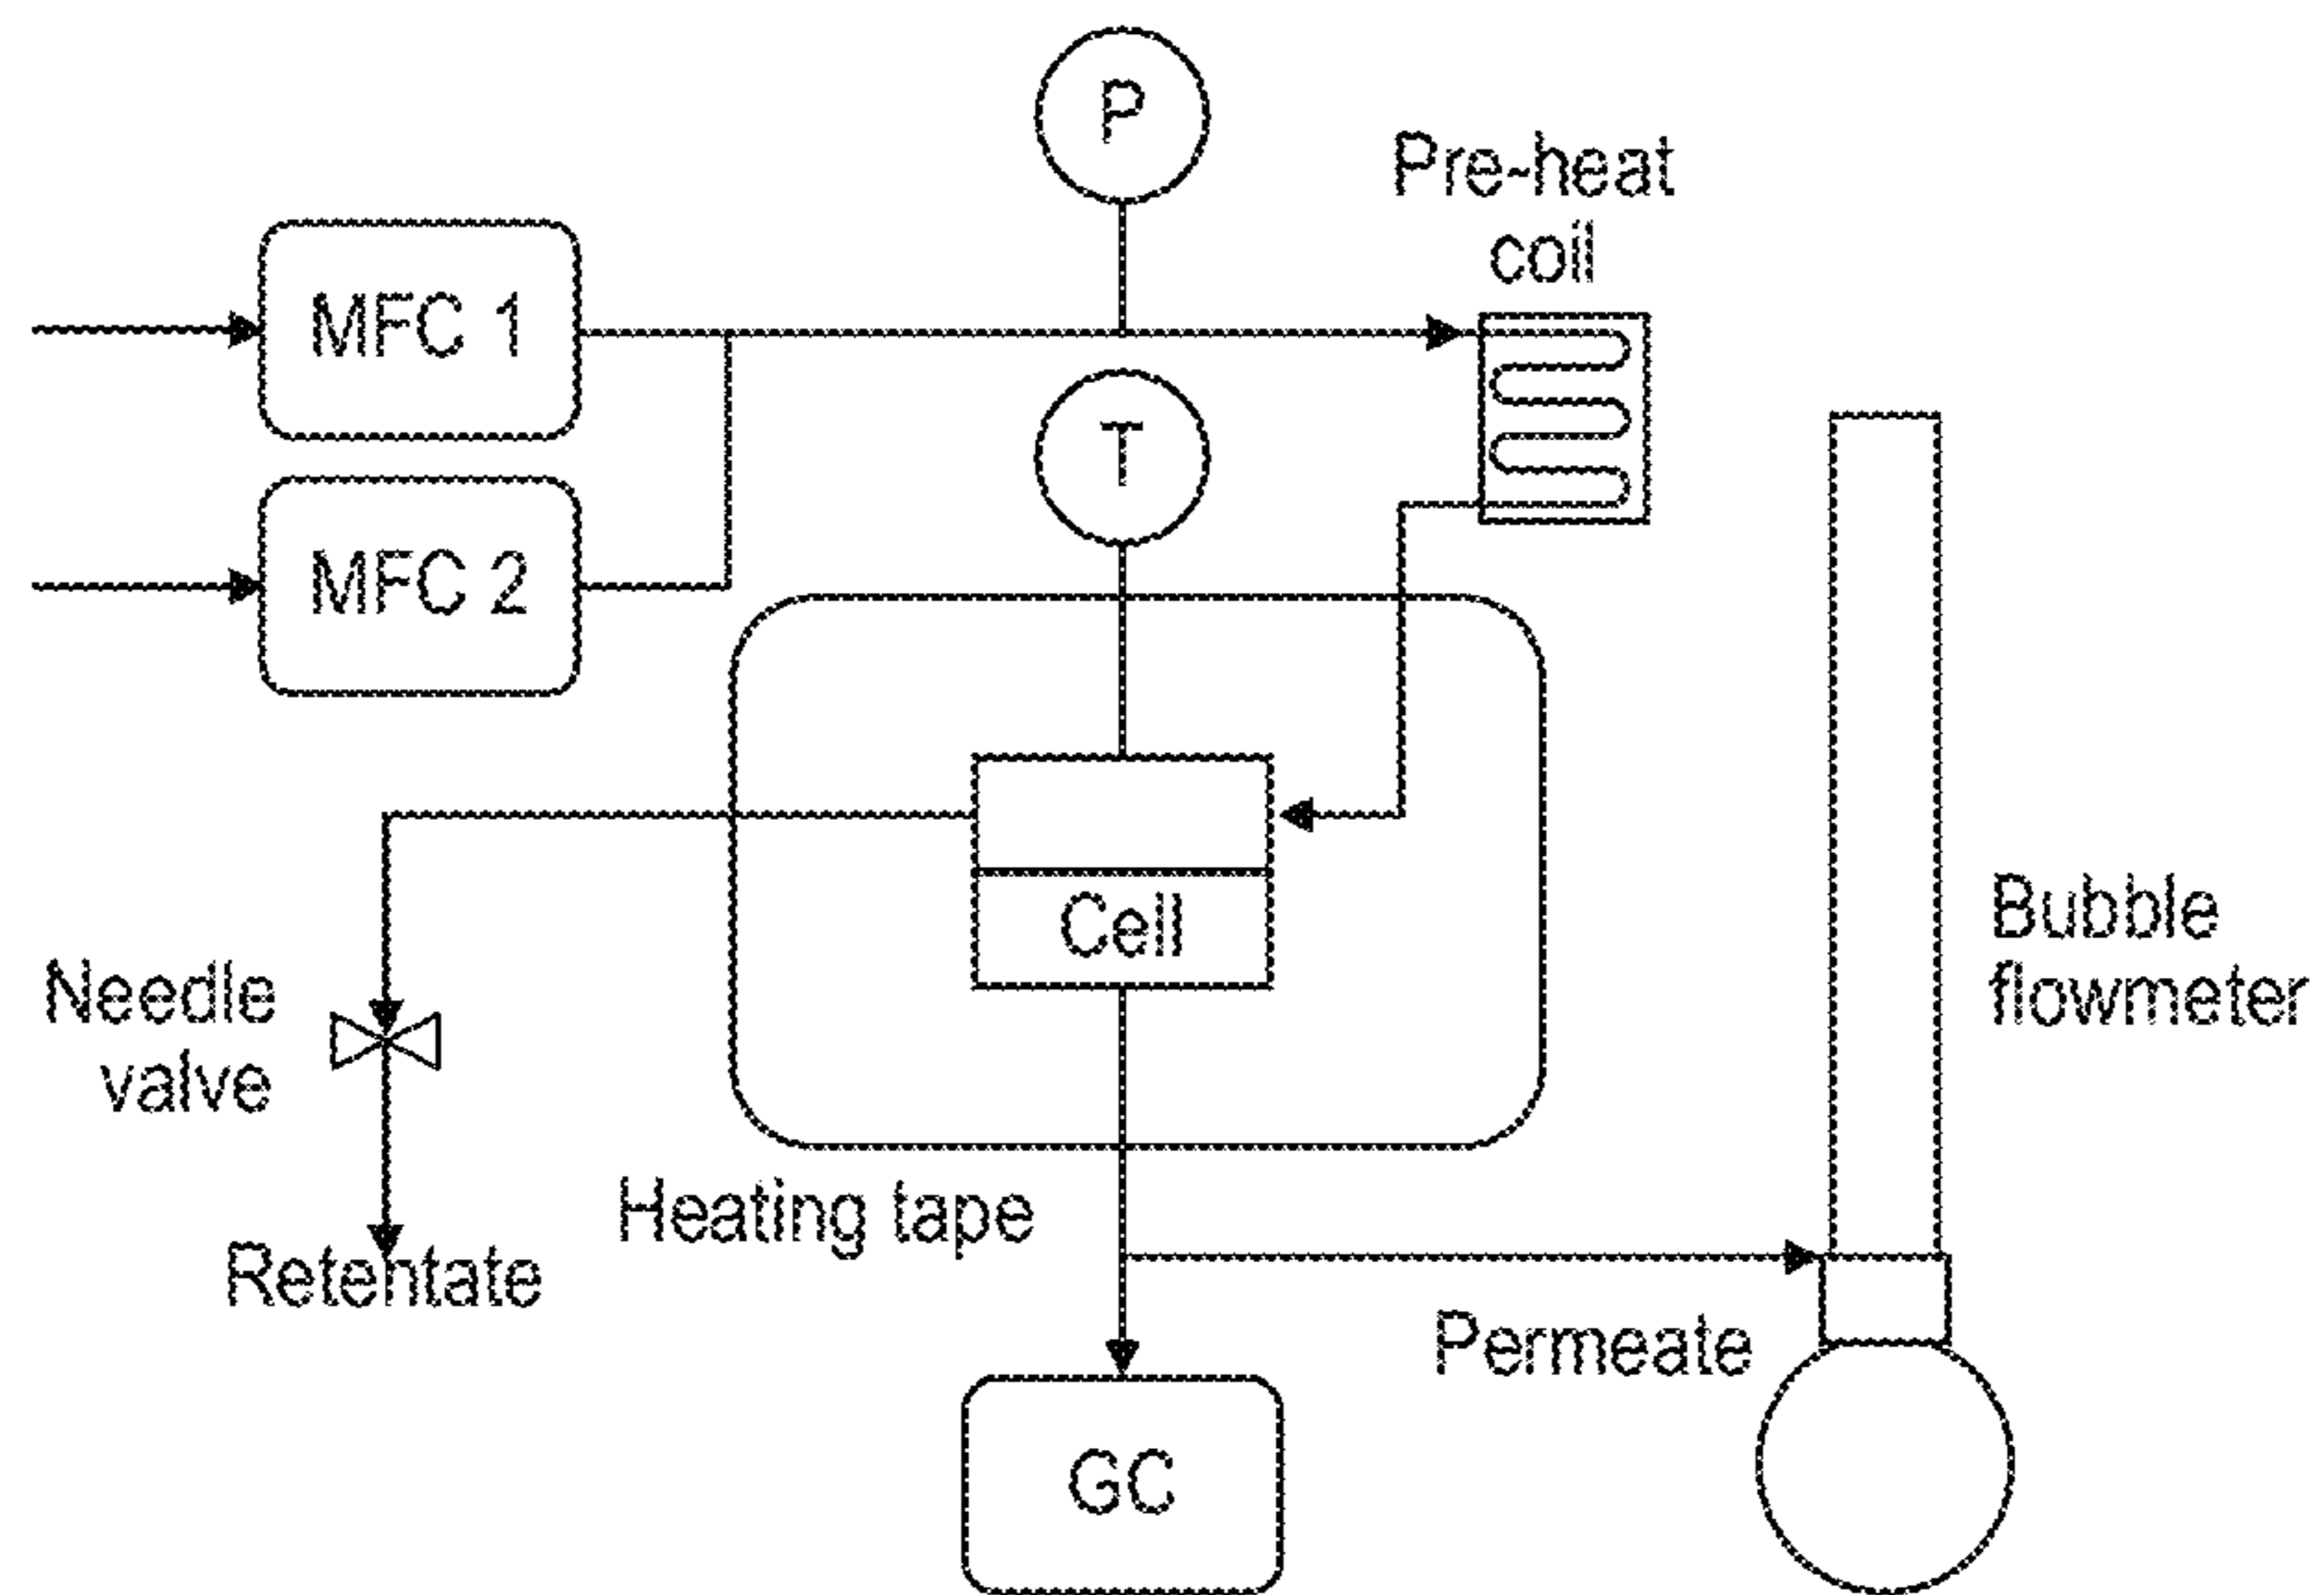 P
Pre-heat
coil
MFC 1
T
MFC 2
Cell
Bubble
flowmeter
Needle
valve
Heating tape
Retentate
Permeate
GC